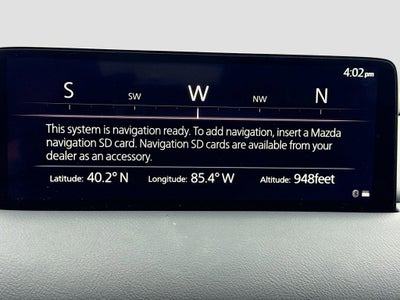 4:02pm
S SW W NW N
This system is navigation ready. To add navigation, insert a Mazda
navigation SD card. Navigation SD cards are available from your
dealer as an accessory.
Latitude: 40.2° N Longitude: 85.4° W Altitude: 948feet